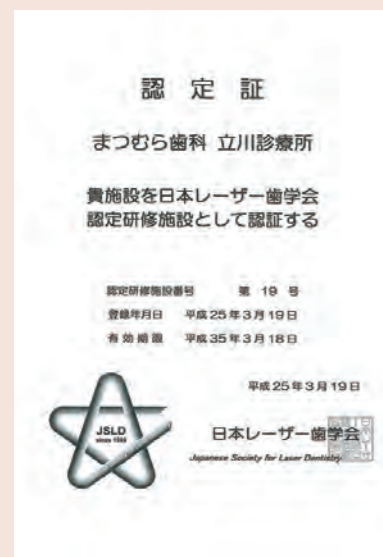 認定証
まつむら歯科 立川診療所
貴施設を日本レーザー歯学会
認定研修施設として認証する
認定研修施設番号 第 19 号
登録年月日 平成25年3月19日
有効期限 平成35年3月18日
平成25年3月19日
JSLD
日本レーザー歯学会
Japanese Society for Laser Dentistry